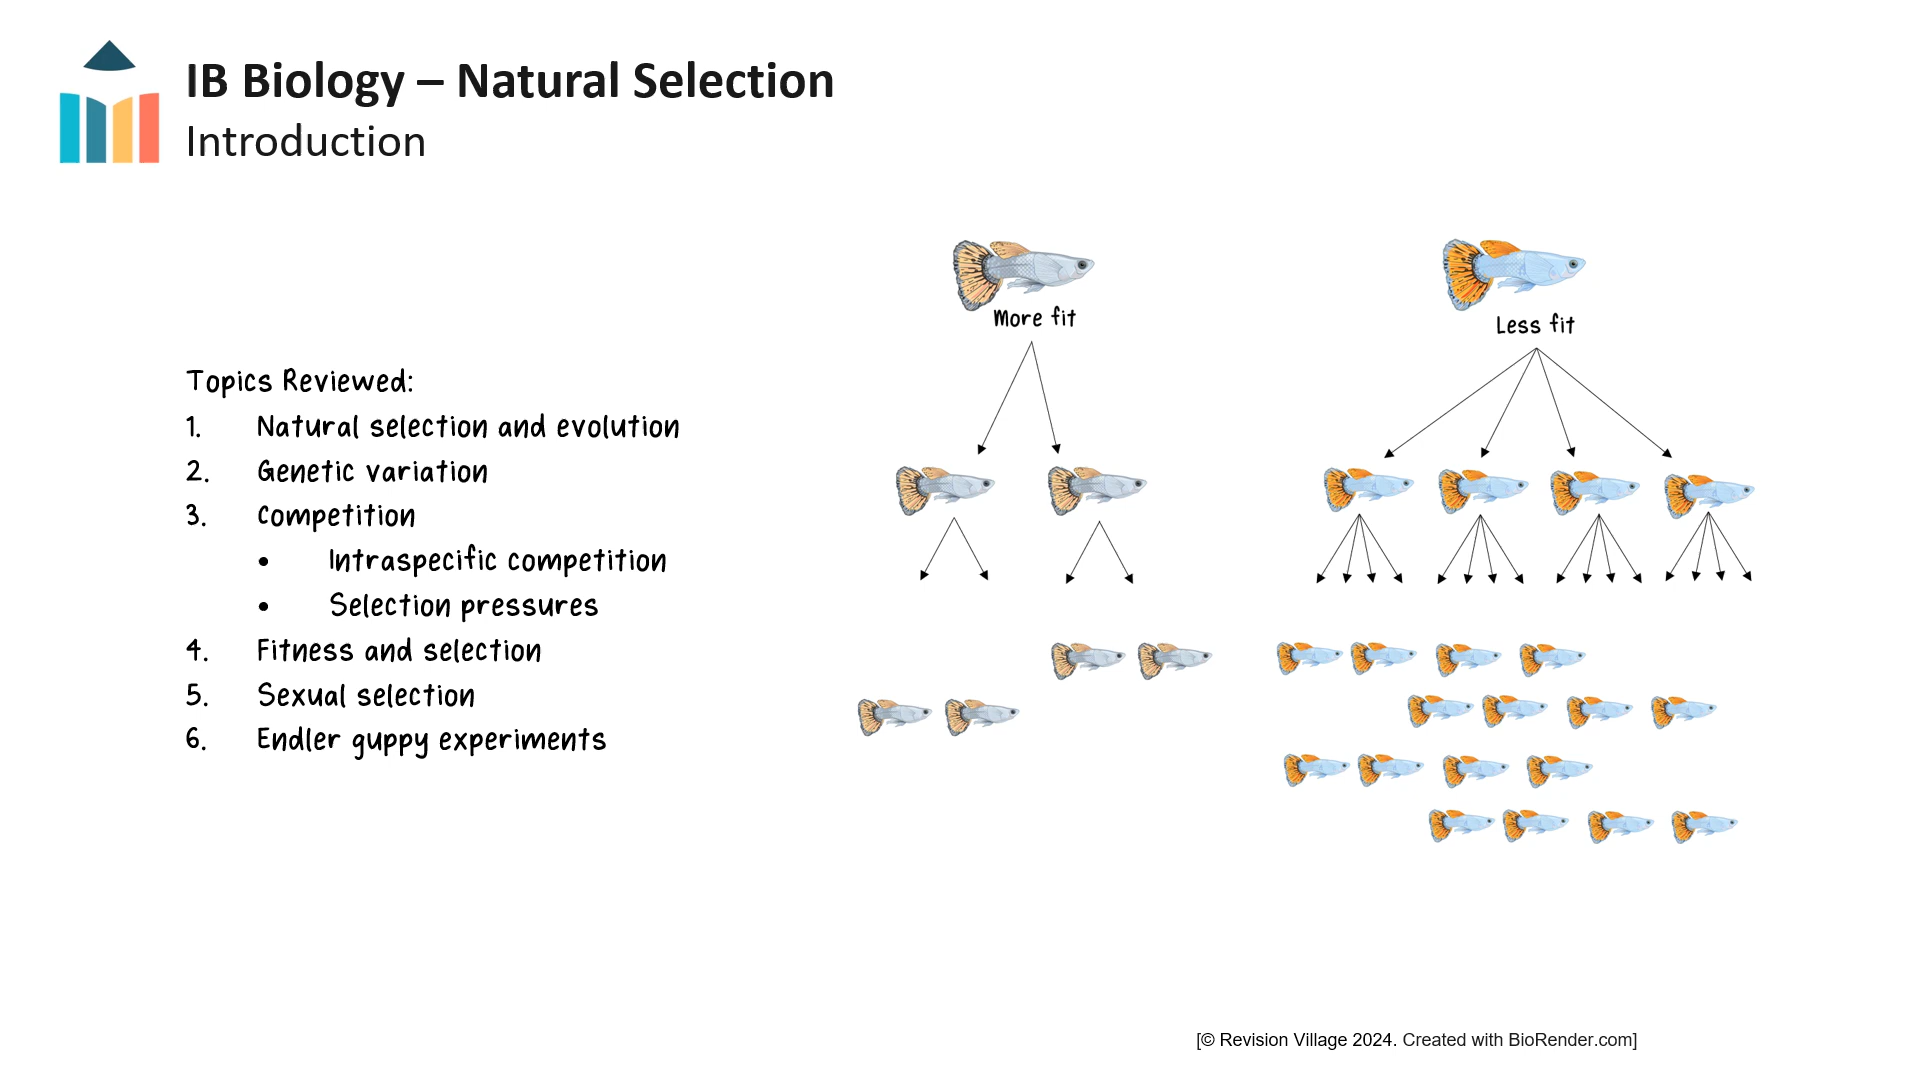 IB Biology – Natural Selection
Introduction
More fit
Less fit
Topics Reviewed:
1. Natural selection and evolution
2. Genetic variation
3. Competition
• Intraspecific competition
• Selection pressures
4. Fitness and selection
5. Sexual selection
6. Endler guppy experiments
[© Revision Village 2024. Created with BioRender.com]